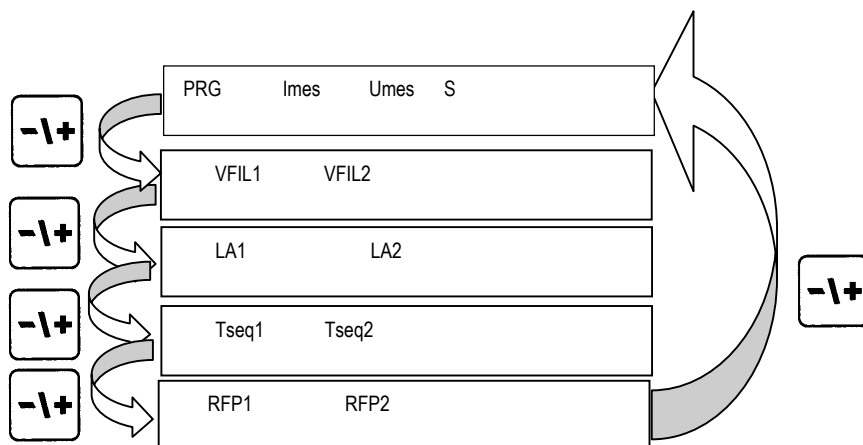 PRG Imes Umes S
-\+
VFIL1 VFIL2
-\+
LA1 LA2
-\+
Tseq1 Tseq2
-\+
RFP1 RFP2
-\+